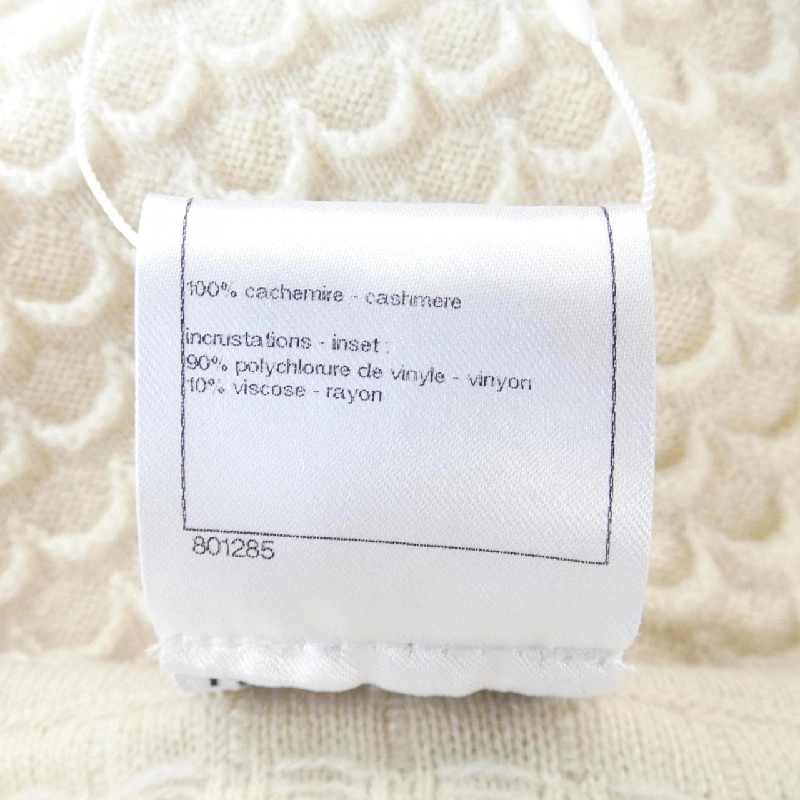 100% cachemire - cashmere
incrustations - inset :
90% polychlorure de vinyle - vinyon
10% viscose - rayon
801285